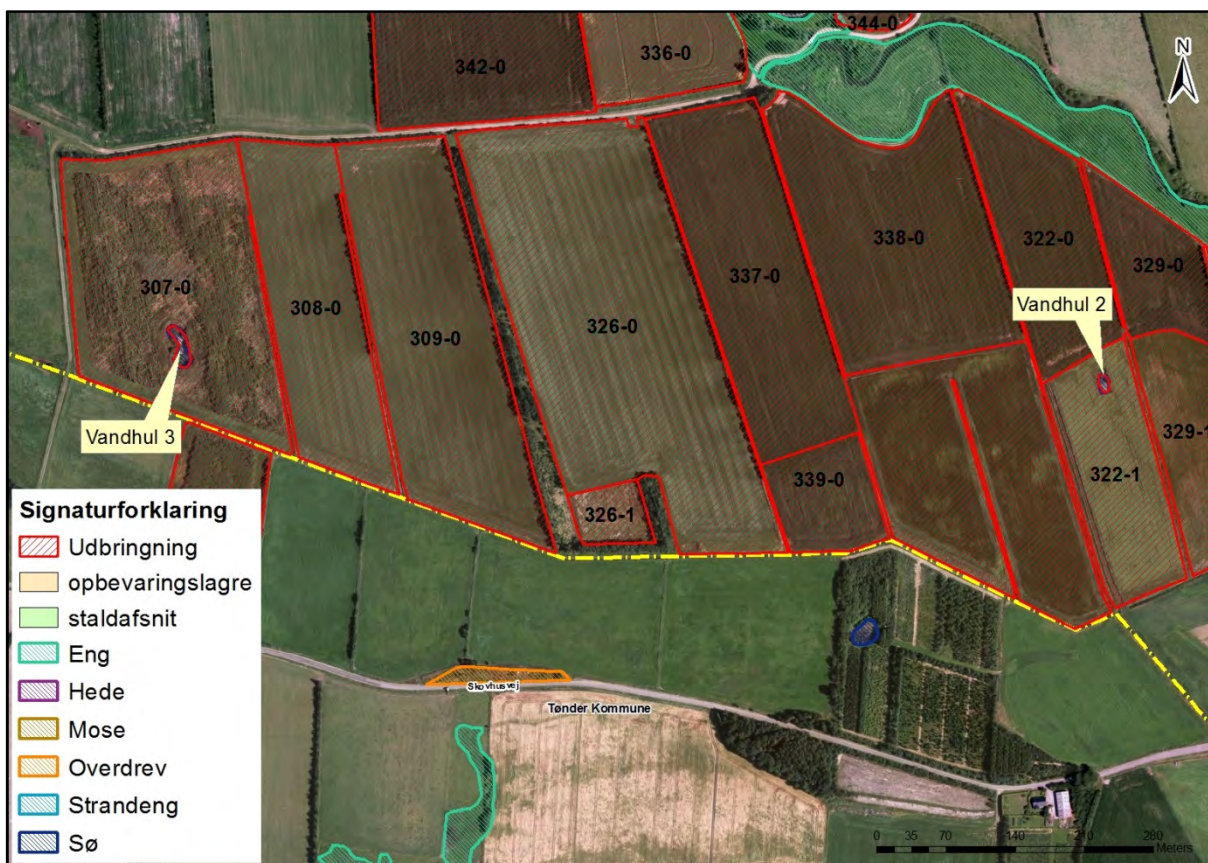 344-0
N
342-0
336-0
338-0
322-0
329-0
307-0
308-0
309-0
326-0
337-0
Vandhul 2
Vandhul 3
329-1
322-1
339-0
326-1
Signaturforklaring
Udbringning
opbevaringslagre
staldafsnit
Eng
Hede
Mose
Overdrev
Strandeng
Sø
Skovhusvej
Tønder Kommune
0 35 70 140 210 280
Meters